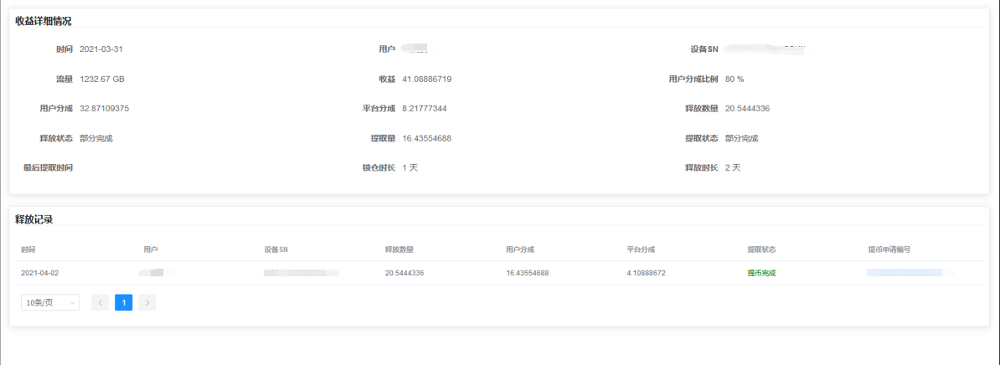 收益详细情况
时间 2021-03-31 用户 设备SN
流量 1232.67 GB 收益 41.08886719 用户分成比例 80 %
用户分成 32.87109375 平台分成 8.21777344 释放数量 20.5444336
释放状态 部分完成 提取量 16.43554688 提取状态 部分完成
最后提取时间 锁仓时长 1 天 释放时长 2 天
释放记录
时间 用户 设备SN 释放数量 用户分成 平台分成 提取状态 提币申请编号
2021-04-02 20.5444336 16.43554688 4.10888672 提币完成
10条/页 < 1 >